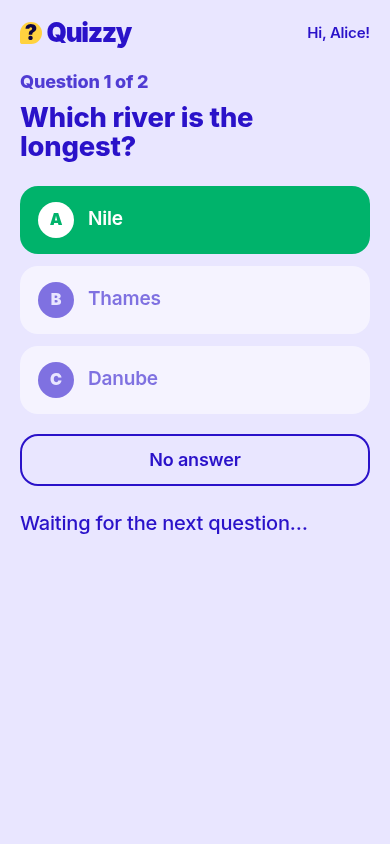 ? Quizzy
Hi, Alice!
Question 1 of 2
Which river is the
longest?
A Nile
B Thames
C Danube
No answer
Waiting for the next question...